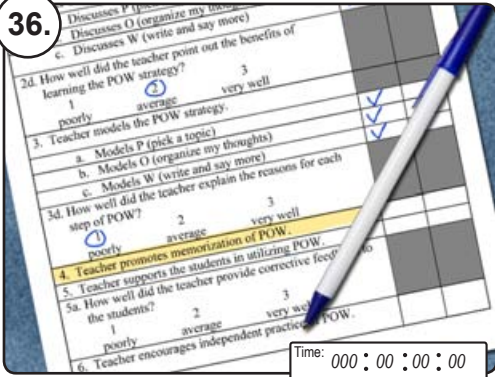 36.
Discusses P
Discusses O (organize my thoughts)
c. Discusses W (write and say more)
2d. How well did the teacher point out the benefits of
learning the POW strategy?
1 2 3
poorly average very well
3. Teacher models the POW strategy.
a. Models P (pick a topic)
b. Models O (organize my thoughts)
c. Models W (write and say more)
3d. How well did the teacher explain the reasons for each
step of POW?
1 2 3
poorly average very well
4. Teacher promotes memorization of POW.
5. Teacher supports the students in utilizing POW.
5a. How well did the teacher provide corrective to
the students?
1 2 3
poorly average very
6. Teacher encourages independent POW.
Time: 000 : 00 : 00 : 00